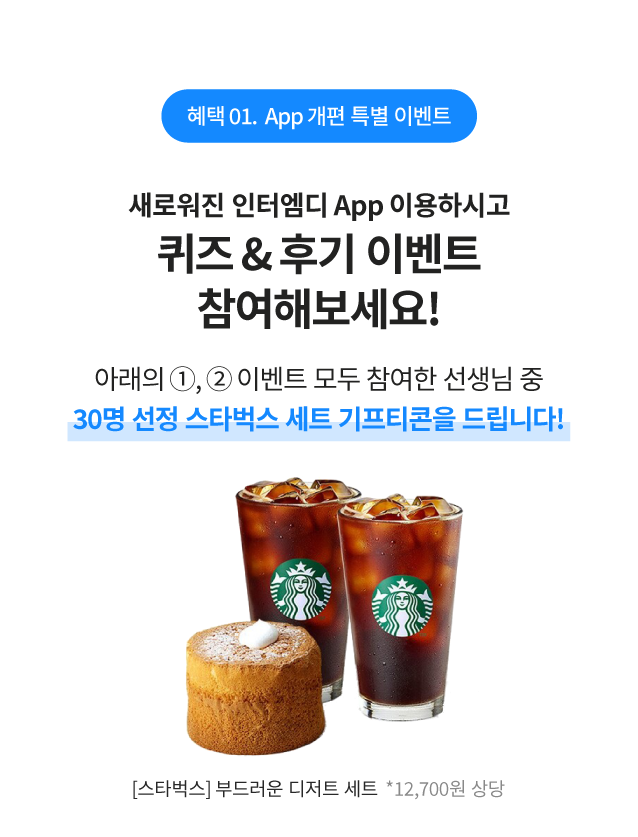 혜택 01. App 개편 특별 이벤트
새로워진 인터엠디 App 이용하시고
퀴즈 & 후기 이벤트
참여해보세요!
아래의 ①, ② 이벤트 모두 참여한 선생님 중
30명 선정 스타벅스 세트 기프티콘을 드립니다!
[스타벅스] 부드러운 디저트 세트 *12,700원 상당